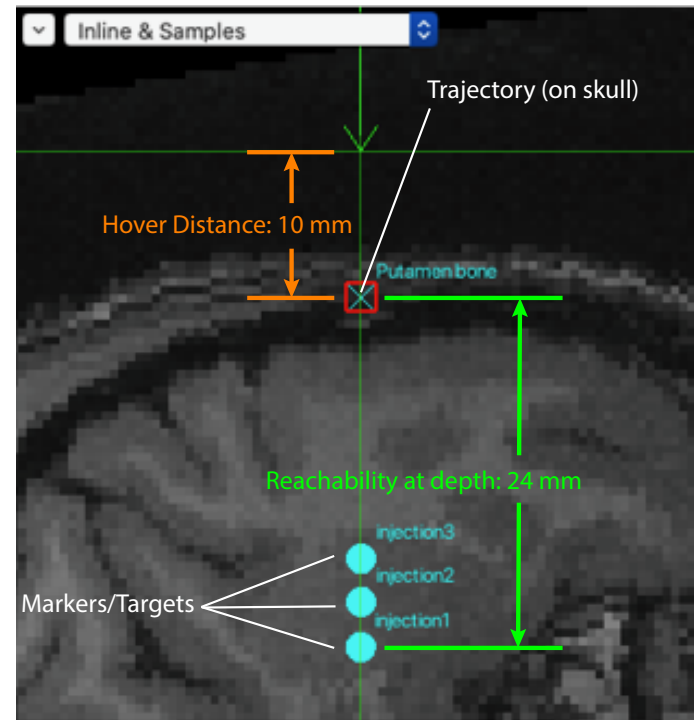 Inline & Samples
Trajectory (on skull)
Hover Distance: 10 mm
Putamen bone
Reachability at depth: 24 mm
injection3
injection2
Markers/Targets
injection1